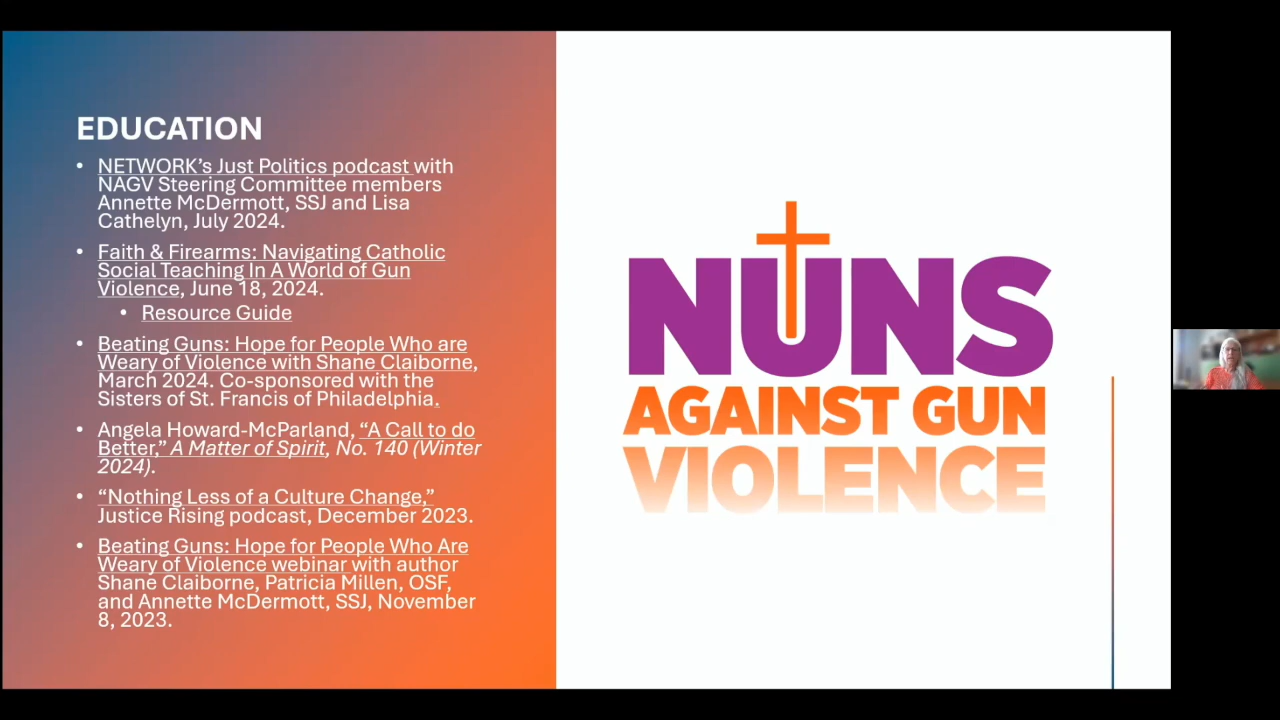 EDUCATION
• NETWORK’s Just Politics podcast with
NAGV Steering Committee members
Annette McDermott, SSJ and Lisa
Cathelyn, July 2024.
• Faith & Firearms: Navigating Catholic
Social Teaching In A World of Gun
Violence, June 18, 2024.
• Resource Guide
• Beating Guns: Hope for People Who are
Weary of Violence with Shane Claiborne,
March 2024. Co-sponsored with the
Sisters of St. Francis of Philadelphia.
• Angela Howard-McParland, “A Call to do
Better,” A Matter of Spirit, No. 140 (Winter
2024).
• “Nothing Less of a Culture Change,”
Justice Rising podcast, December 2023.
• Beating Guns: Hope for People Who Are
Weary of Violence webinar with author
Shane Claiborne, Patricia Millen, OSF,
and Annette McDermott, SSJ, November
8, 2023.
NUNS
AGAINST GUN
VIOLENCE